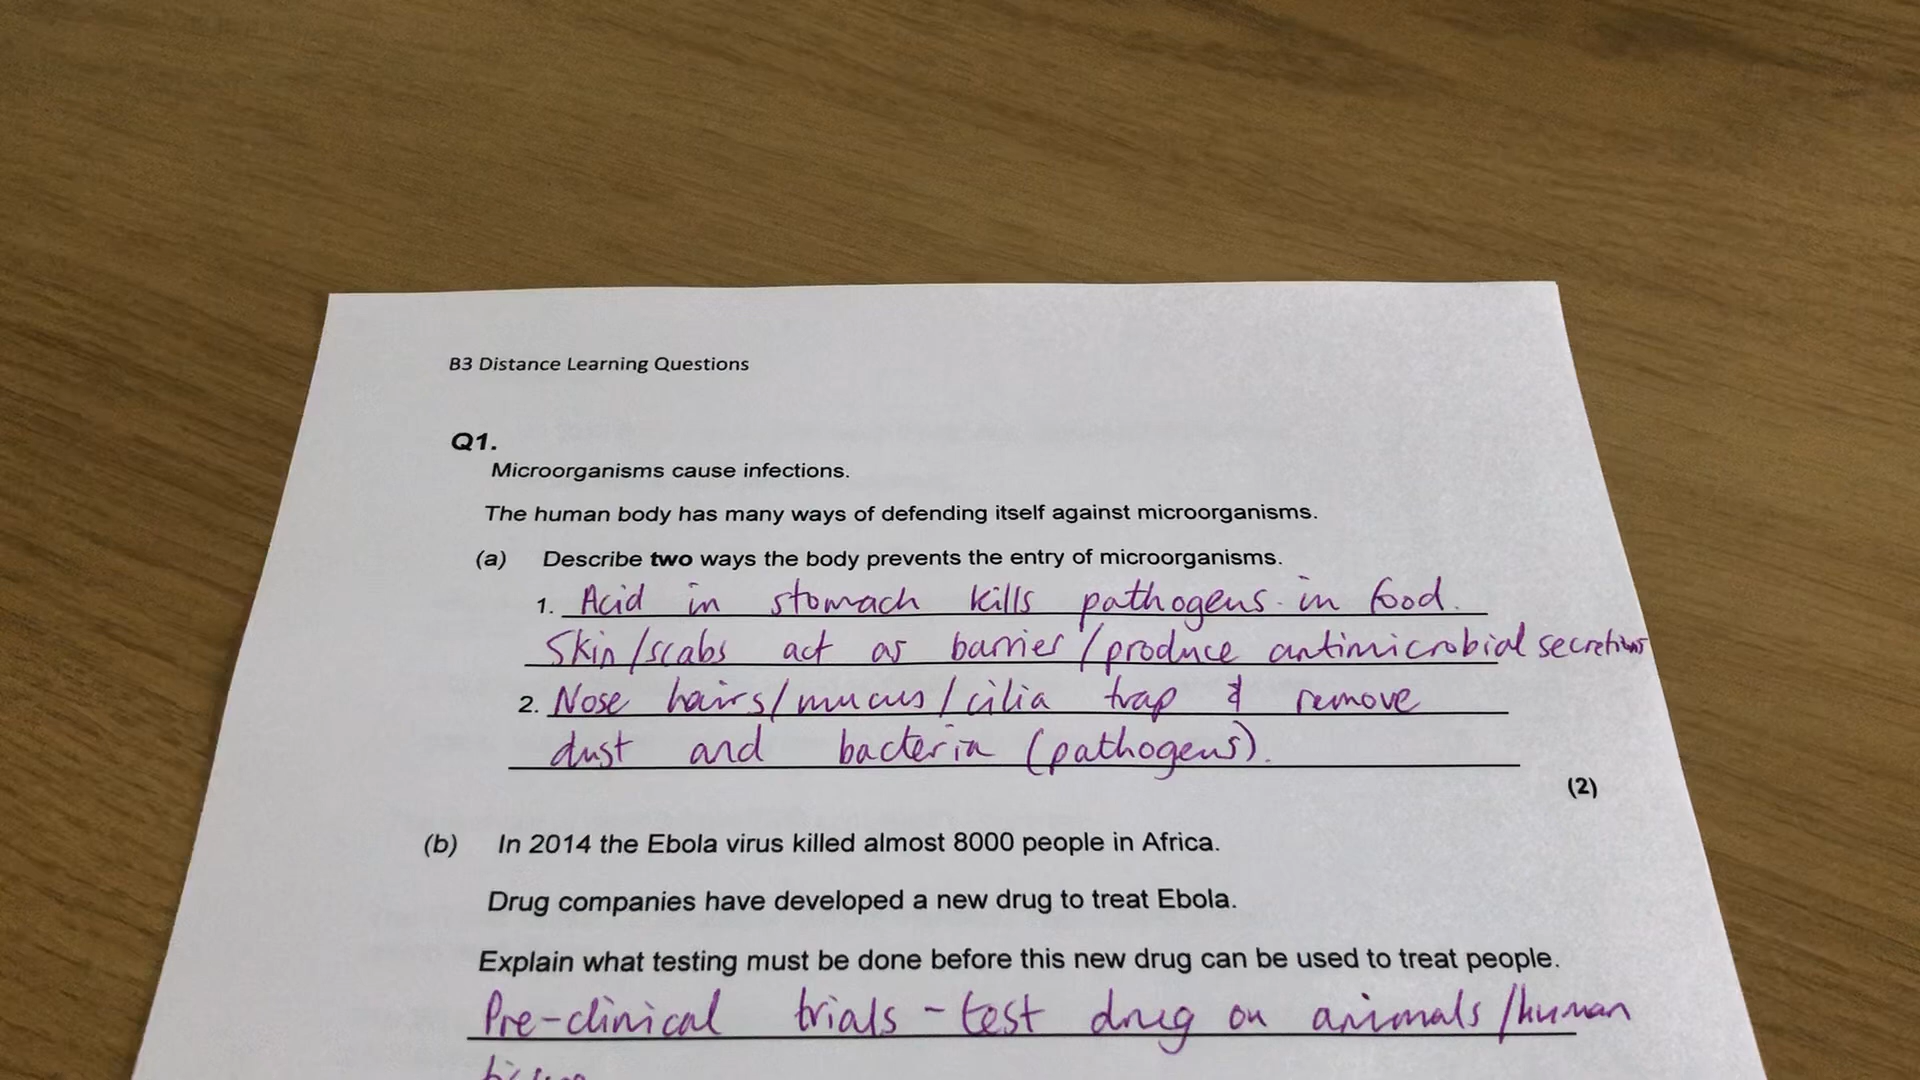 B3 Distance Learning Questions
Q1.
Microorganisms cause infections.
The human body has many ways of defending itself against microorganisms.
(a) Describe two ways the body prevents the entry of microorganisms.
1. Acid in stomach kills pathogens in food.
Skin/scabs act as barrier/produce antimicrobial secretions
2. Nose hairs/mucus/cilia trap & remove
dust and bacteria (pathogens).
(2)
(b) In 2014 the Ebola virus killed almost 8000 people in Africa.
Drug companies have developed a new drug to treat Ebola.
Explain what testing must be done before this new drug can be used to treat people.
Pre-clinical trials - test drug on animals/human